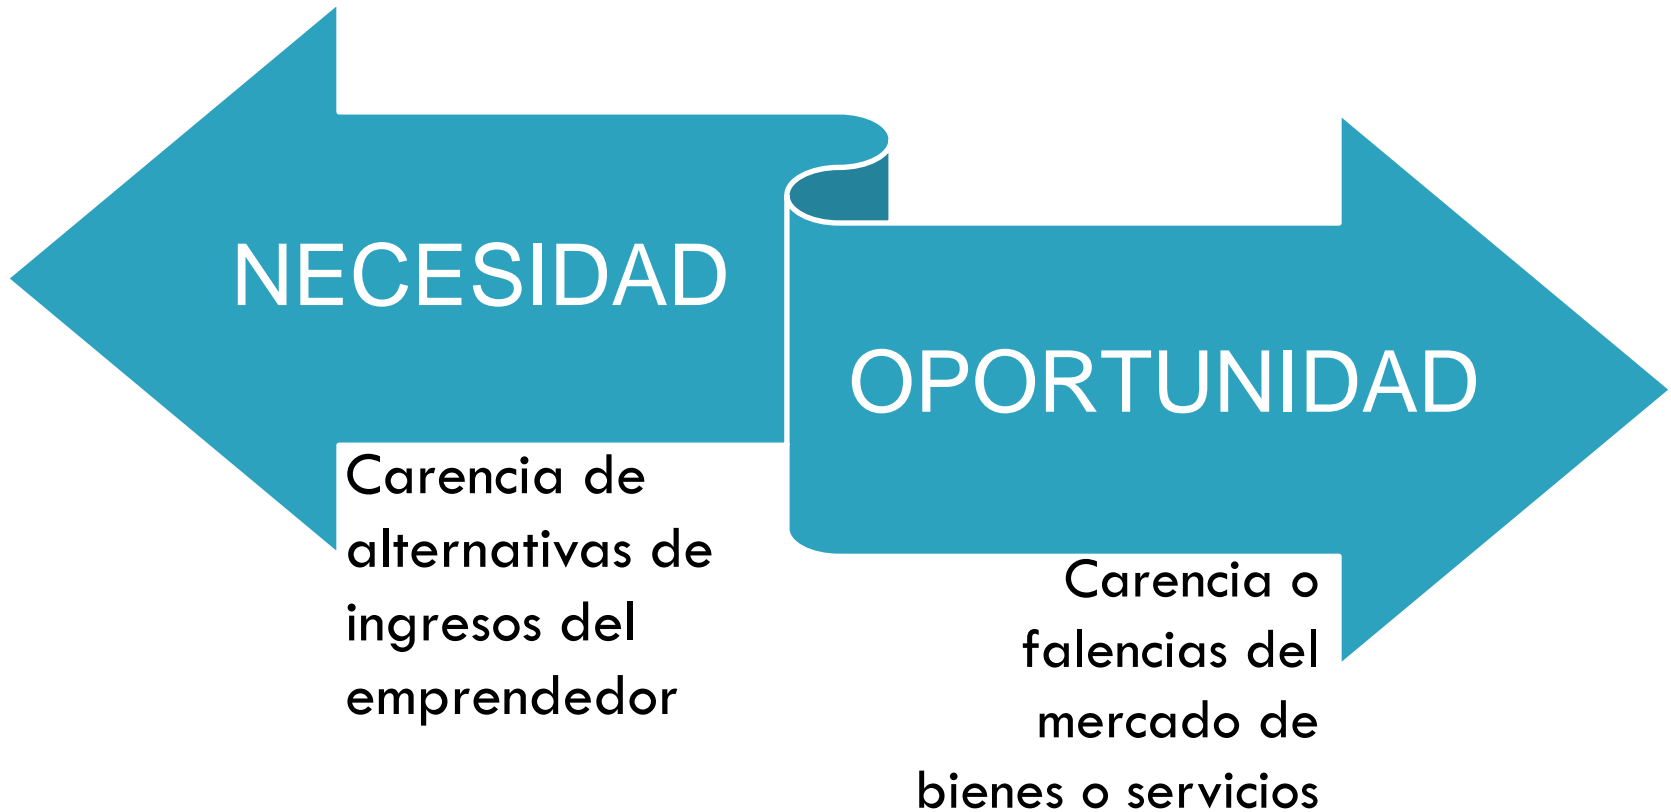 NECESIDAD
Carencia de
alternativas de
ingresos del
emprendedor
OPORTUNIDAD
Carencia o
falencias del
mercado de
bienes o servicios